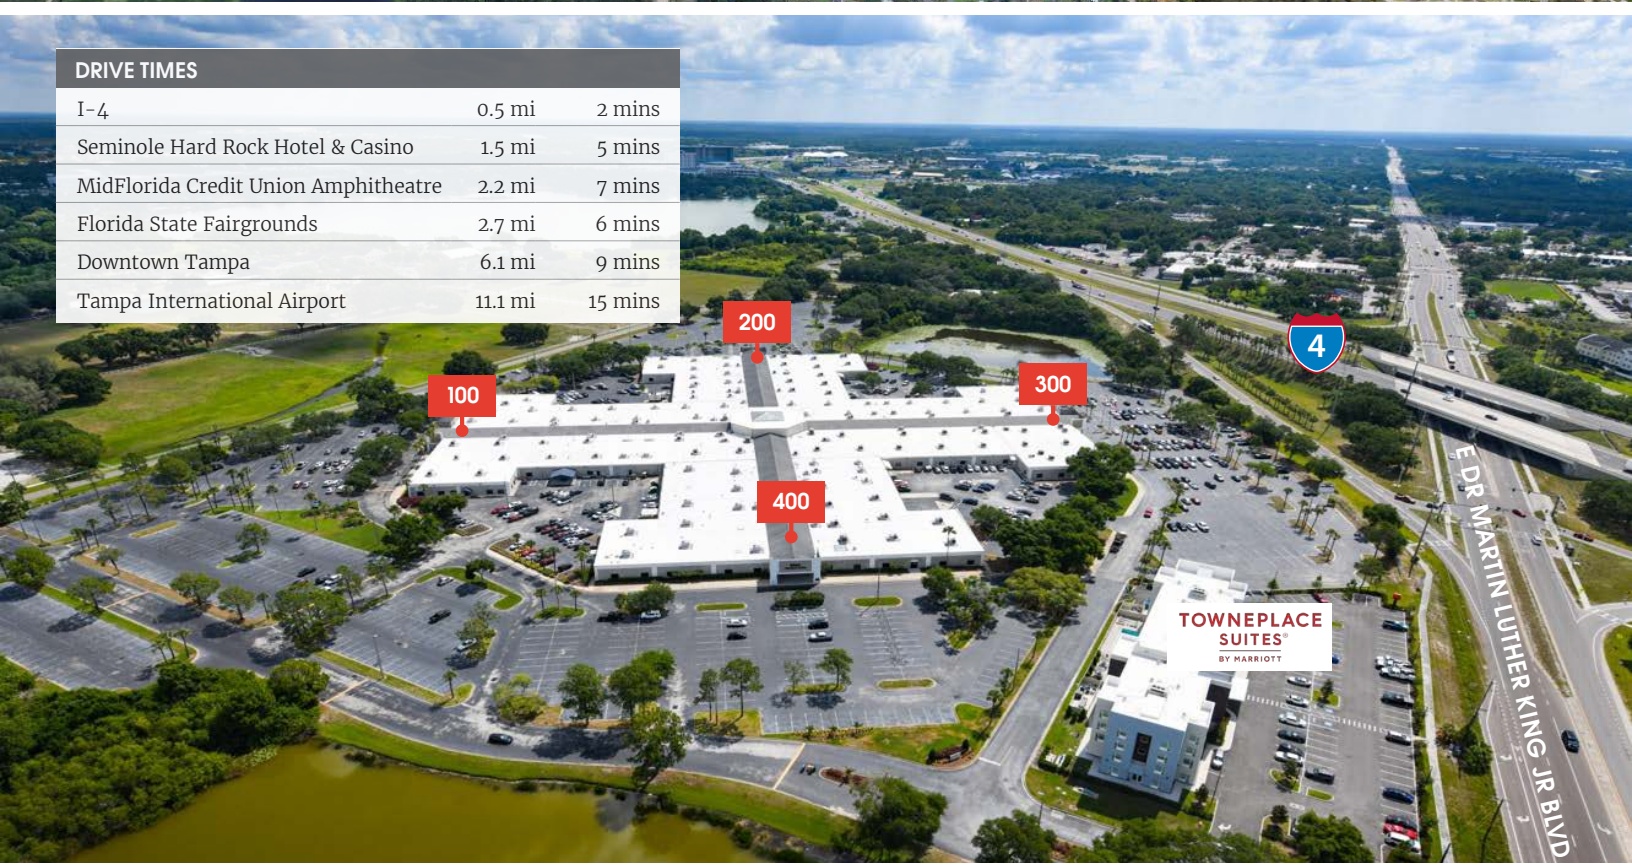 DRIVE TIMES
I-4 0.5 mi 2 mins
Seminole Hard Rock Hotel & Casino 1.5 mi 5 mins
MidFlorida Credit Union Amphitheatre 2.2 mi 7 mins
Florida State Fairgrounds 2.7 mi 6 mins
Downtown Tampa 6.1 mi 9 mins
Tampa International Airport 11.1 mi 15 mins
200
100
300
4
400
E DR MARTIN LUTHER KING JR BLVD
TOWNEPLACE
SUITES®
BY MARRIOTT